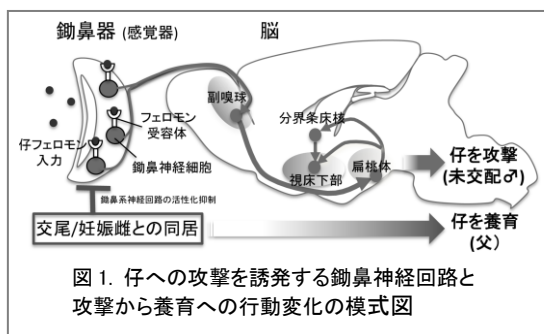 鋤鼻器 (感覚器)
脳
副嗅球
分界条床核
フェロモン
受容体
仔フェロモン
入力
鋤鼻神経細胞
視床下部
扁桃体
仔を攻撃
(未交配♂)
鋤鼻系神経回路の活性化抑制
交尾/妊娠雌との同居
仔を養育
(父)
図 1. 仔への攻撃を誘発する鋤鼻神経回路と
攻撃から養育への行動変化の模式図